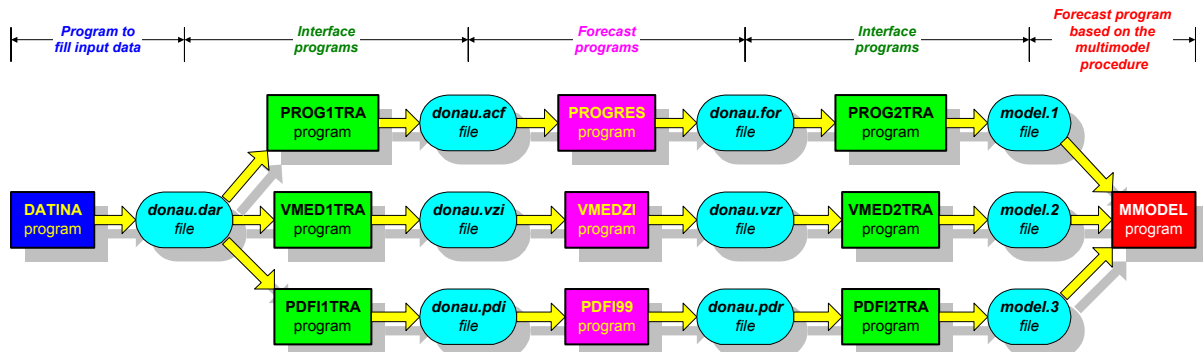 Program to
fill input data
Interface
programs
Forecast
programs
Interface
programs
Forecast program
based on the
multimodel
procedure
PROG1TRA
program
donau.acf
file
PROGRES
program
donau.for
file
PROG2TRA
program
model.1
file
DATINA
program
donau.dar
file
VMED1TRA
program
donau.vzi
file
VMEDZI
program
donau.vzr
file
VMED2TRA
program
model.2
file
MMODEL
program
PDFI1TRA
program
donau.pdi
file
PDFI99
program
donau.pdr
file
PDFI2TRA
program
model.3
file